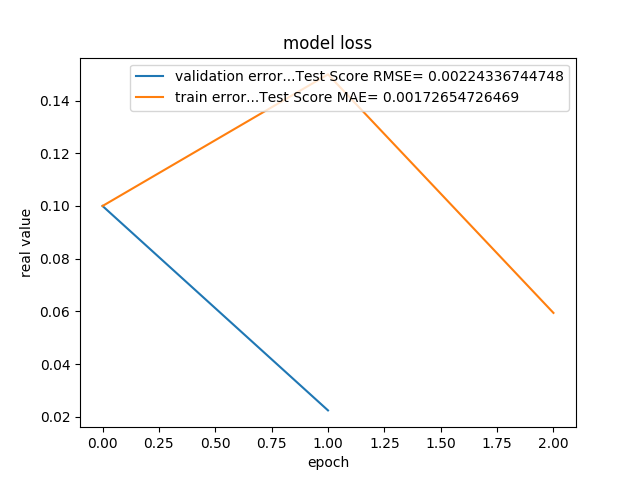 model loss
validation error...Test Score RMSE= 0.00224336744748
train error...Test Score MAE= 0.00172654726469
real value
0.14
0.12
0.10
0.08
0.06
0.04
0.02
0.00 0.25 0.50 0.75 1.00 1.25 1.50 1.75 2.00
epoch